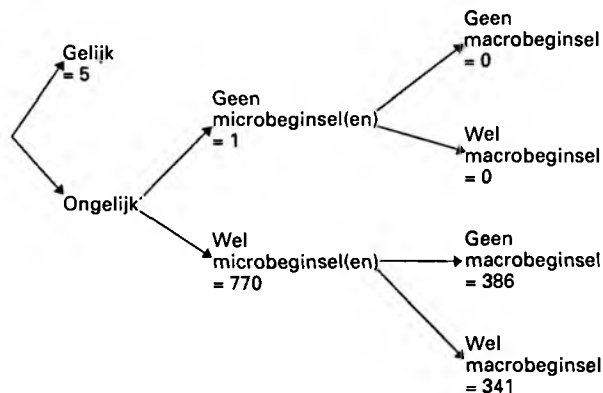 Gelijk
= 5
Ongelijk
Geen
microbeginsel(en)
= 1
Wel
microbeginsel(en)
= 770
Geen
macrobeginsel
= 0
Wel
macrobeginsel
= 0
Geen
macrobeginsel
= 386
Wel
macrobeginsel
= 341